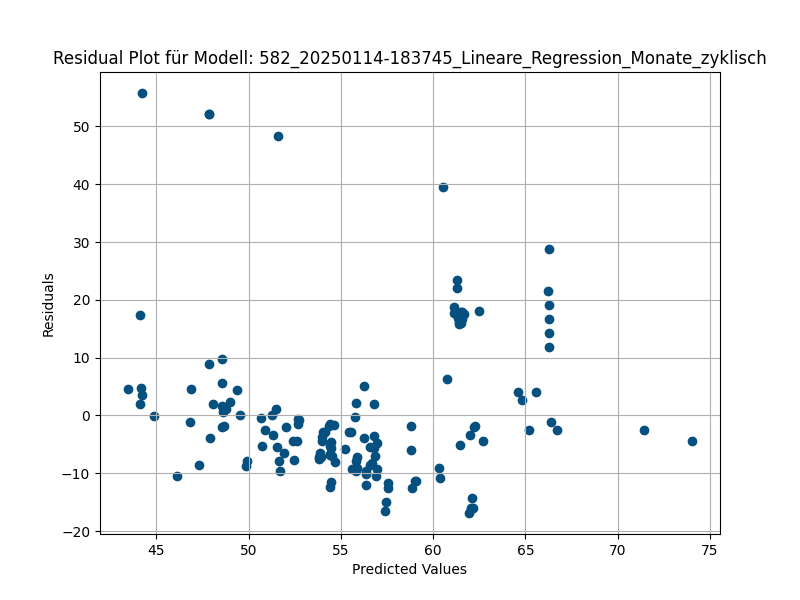 Residual Plot für Modell: 582_20250114-183745_Lineare_Regression_Monate_zyklisch
50
40
30
20
10
0
−10
−20
Residuals
45 50 55 60 65 70 75
Predicted Values